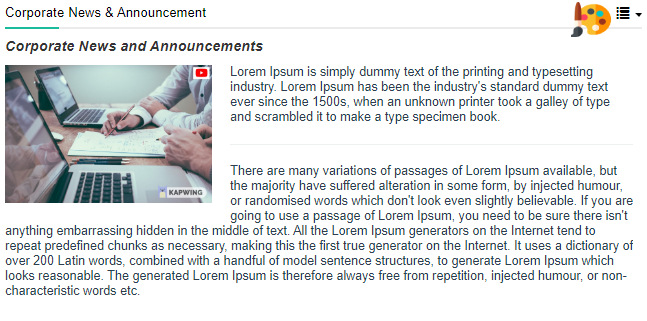 Corporate News & Announcement
Corporate News and Announcements
KAPWING
Lorem Ipsum is simply dummy text of the printing and typesetting
industry. Lorem Ipsum has been the industry's standard dummy text
ever since the 1500s, when an unknown printer took a galley of type
and scrambled it to make a type specimen book.
There are many variations of passages of Lorem Ipsum available, but
the majority have suffered alteration in some form, by injected humour,
or randomised words which don't look even slightly believable. If you are
going to use a passage of Lorem Ipsum, you need to be sure there isn't
anything embarrassing hidden in the middle of text. All the Lorem Ipsum generators on the Internet tend to
repeat predefined chunks as necessary, making this the first true generator on the Internet. It uses a dictionary of
over 200 Latin words, combined with a handful of model sentence structures, to generate Lorem Ipsum which
looks reasonable. The generated Lorem Ipsum is therefore always free from repetition, injected humour, or non-
characteristic words etc.